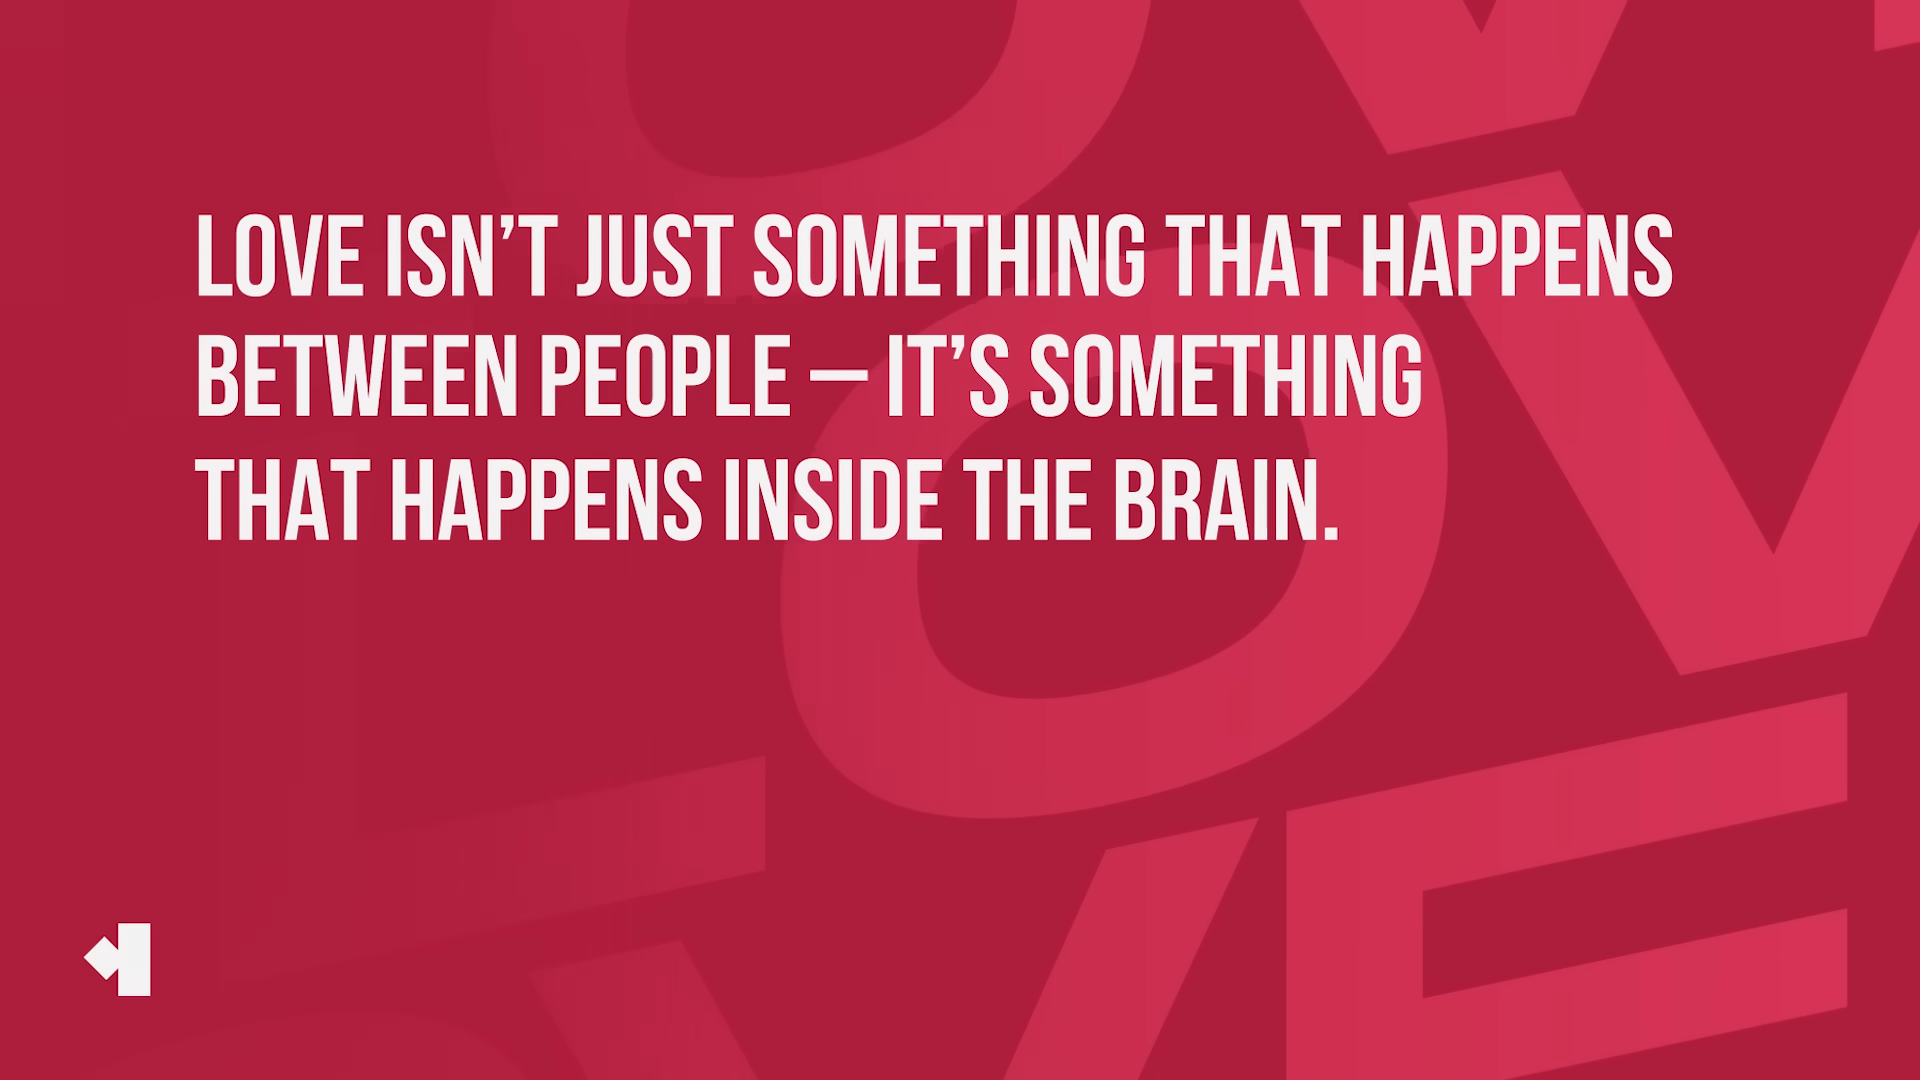 LOVE ISN’T JUST SOMETHING THAT HAPPENS
BETWEEN PEOPLE – IT’S SOMETHING
THAT HAPPENS INSIDE THE BRAIN.